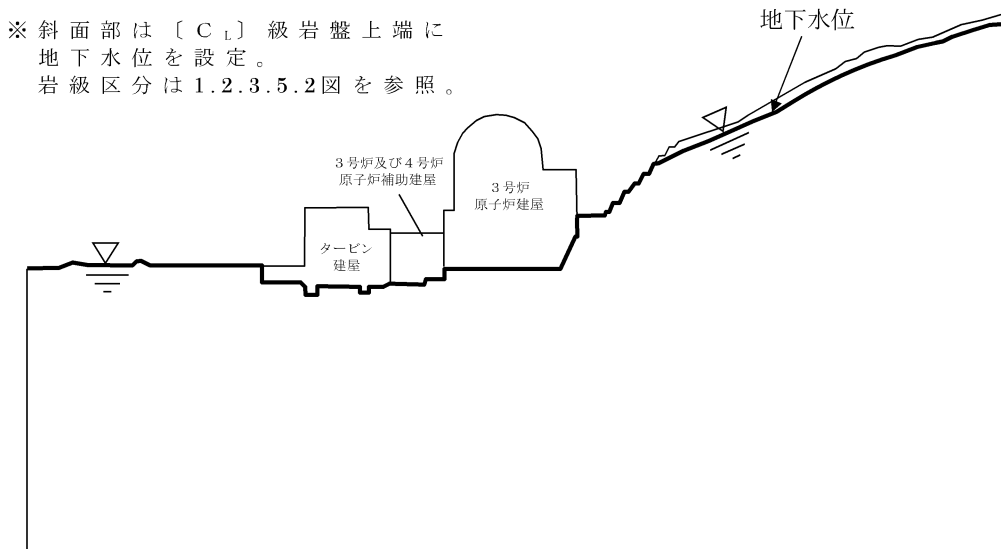 ※斜面部は〔CL〕級岩盤上端に
地下水位を設定。
岩級区分は1.2.3.5.2図を参照。
地下水位
3号炉及び4号炉
原子炉補助建屋
3号炉
原子炉建屋
タービン
建屋